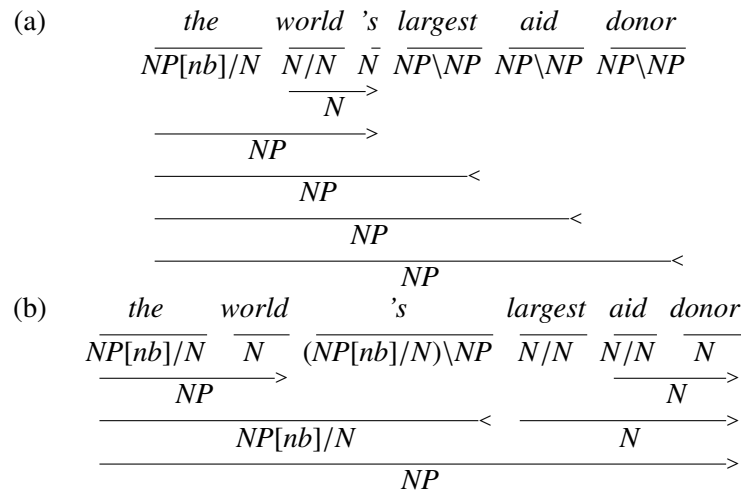 (a) the world 's largest aid donor
NP[nb]/N N/N N NP\NP NP\NP NP\NP
>
N
>
NP
<
NP
<
NP
<
NP
(b) the world 's largest aid donor
NP[nb]/N N (NP[nb]/N)\NP N/N N/N N
> >
NP N
< >
NP[nb]/N N
>
NP